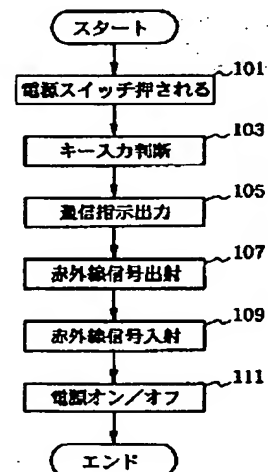 スタート
101
電源スイッチ押される
103
キー入力判断
105
送信指示出力
107
赤外線信号出射
109
赤外線信号入射
111
電源オン/オフ
エンド